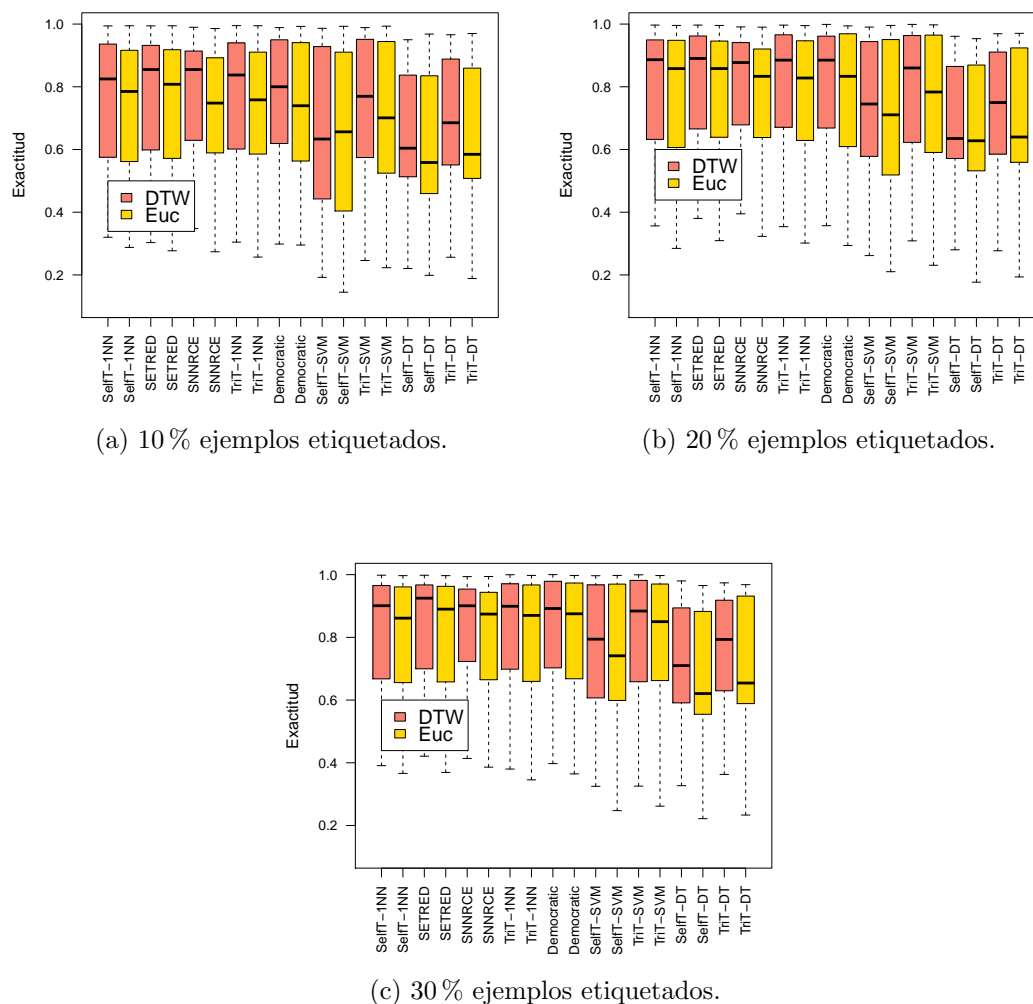 Exactitud
1.0
0.8
0.6
0.4
0.2
DTW
Euc
SelfT−1NN
SelfT−1NN
SETRED
SETRED
SNNRCE
SNNRCE
TriT−1NN
TriT−1NN
Democratic
Democratic
SelfT−SVM
SelfT−SVM
TriT−SVM
TriT−SVM
SelfT−DT
SelfT−DT
TriT−DT
TriT−DT
(a) 10 % ejemplos etiquetados.
Exactitud
1.0
0.8
0.6
0.4
0.2
DTW
Euc
SelfT−1NN
SelfT−1NN
SETRED
SETRED
SNNRCE
SNNRCE
TriT−1NN
TriT−1NN
Democratic
Democratic
SelfT−SVM
SelfT−SVM
TriT−SVM
TriT−SVM
SelfT−DT
SelfT−DT
TriT−DT
TriT−DT
(b) 20 % ejemplos etiquetados.
Exactitud
1.0
0.8
0.6
0.4
0.2
DTW
Euc
SelfT−1NN
SelfT−1NN
SETRED
SETRED
SNNRCE
SNNRCE
TriT−1NN
TriT−1NN
Democratic
Democratic
SelfT−SVM
SelfT−SVM
TriT−SVM
TriT−SVM
SelfT−DT
SelfT−DT
TriT−DT
TriT−DT
(c) 30 % ejemplos etiquetados.